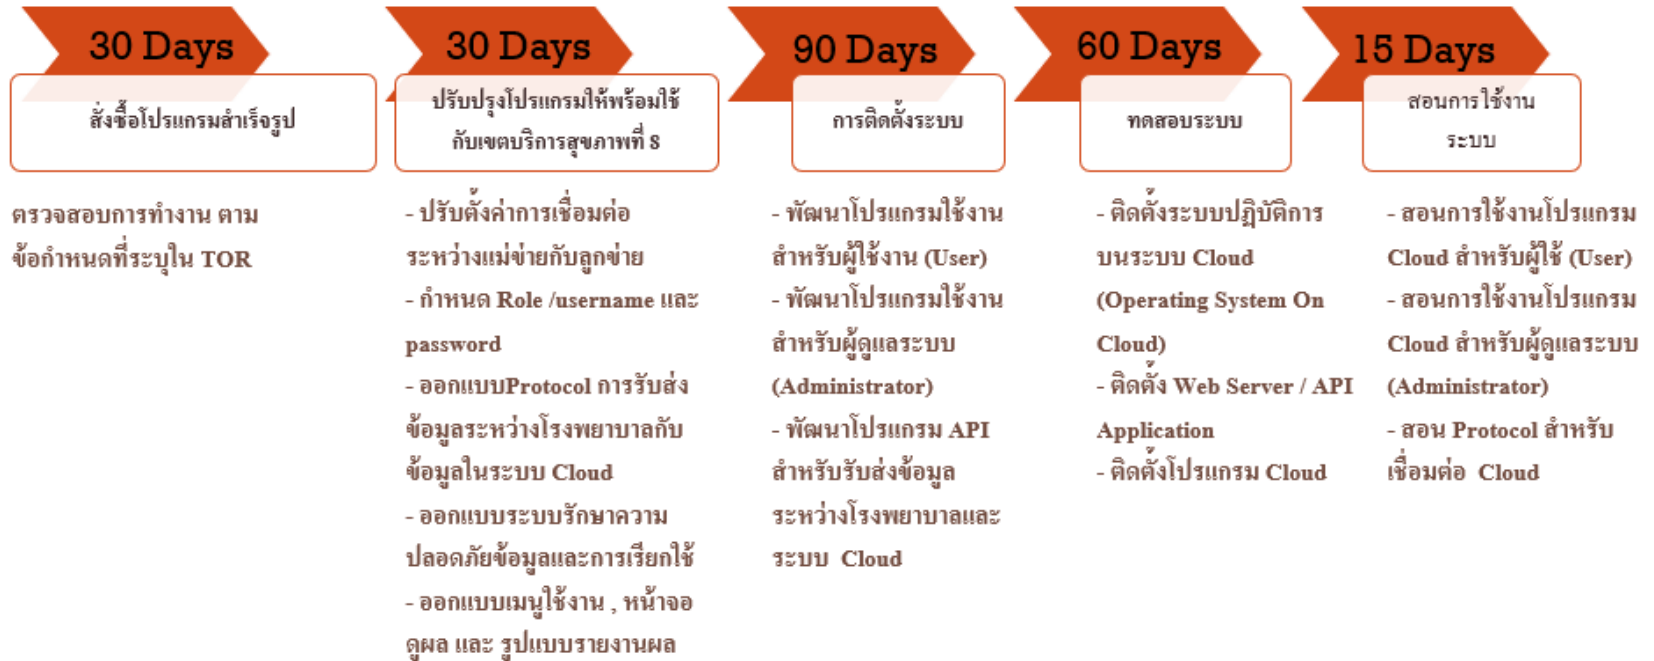 30 Days
สั่งซื้อโปรแกรมสำเร็จรูป
ตรวจสอบการทำงาน ตาม
ข้อกำหนดที่ระบุใน TOR
30 Days
ปรับปรุงโปรแกรมให้พร้อมใช้
กับเขตบริการสุขภาพที่ 8
- ปรับตั้งค่าการเชื่อมต่อ
ระหว่างแม่ข่ายกับลูกข่าย
- กำหนด Role /username และ
password
- ออกแบบProtocol การรับส่ง
ข้อมูลระหว่างโรงพยาบาลกับ
ข้อมูลในระบบ Cloud
- ออกแบบระบบรักษาความ
ปลอดภัยข้อมูลและการเรียกใช้
- ออกแบบเมนูใช้งาน , หน้าจอ
ดูผล และ รูปแบบรายงานผล
90 Days
การติดตั้งระบบ
- พัฒนาโปรแกรมใช้งาน
สำหรับผู้ใช้งาน (User)
- พัฒนาโปรแกรมใช้งาน
สำหรับผู้ดูแลระบบ
(Administrator)
- พัฒนาโปรแกรม API
สำหรับรับส่งข้อมูล
ระหว่างโรงพยาบาลและ
ระบบ Cloud
60 Days
ทดสอบระบบ
- ติดตั้งระบบปฏิบัติการ
บนระบบ Cloud
(Operating System On
Cloud)
- ติดตั้ง Web Server / API
Application
- ติดตั้งโปรแกรม Cloud
15 Days
สอนการใช้งาน
ระบบ
- สอนการใช้งานโปรแกรม
Cloud สำหรับผู้ใช้ (User)
- สอนการใช้งานโปรแกรม
Cloud สำหรับผู้ดูแลระบบ
(Administrator)
- สอน Protocol สำหรับ
เชื่อมต่อ Cloud